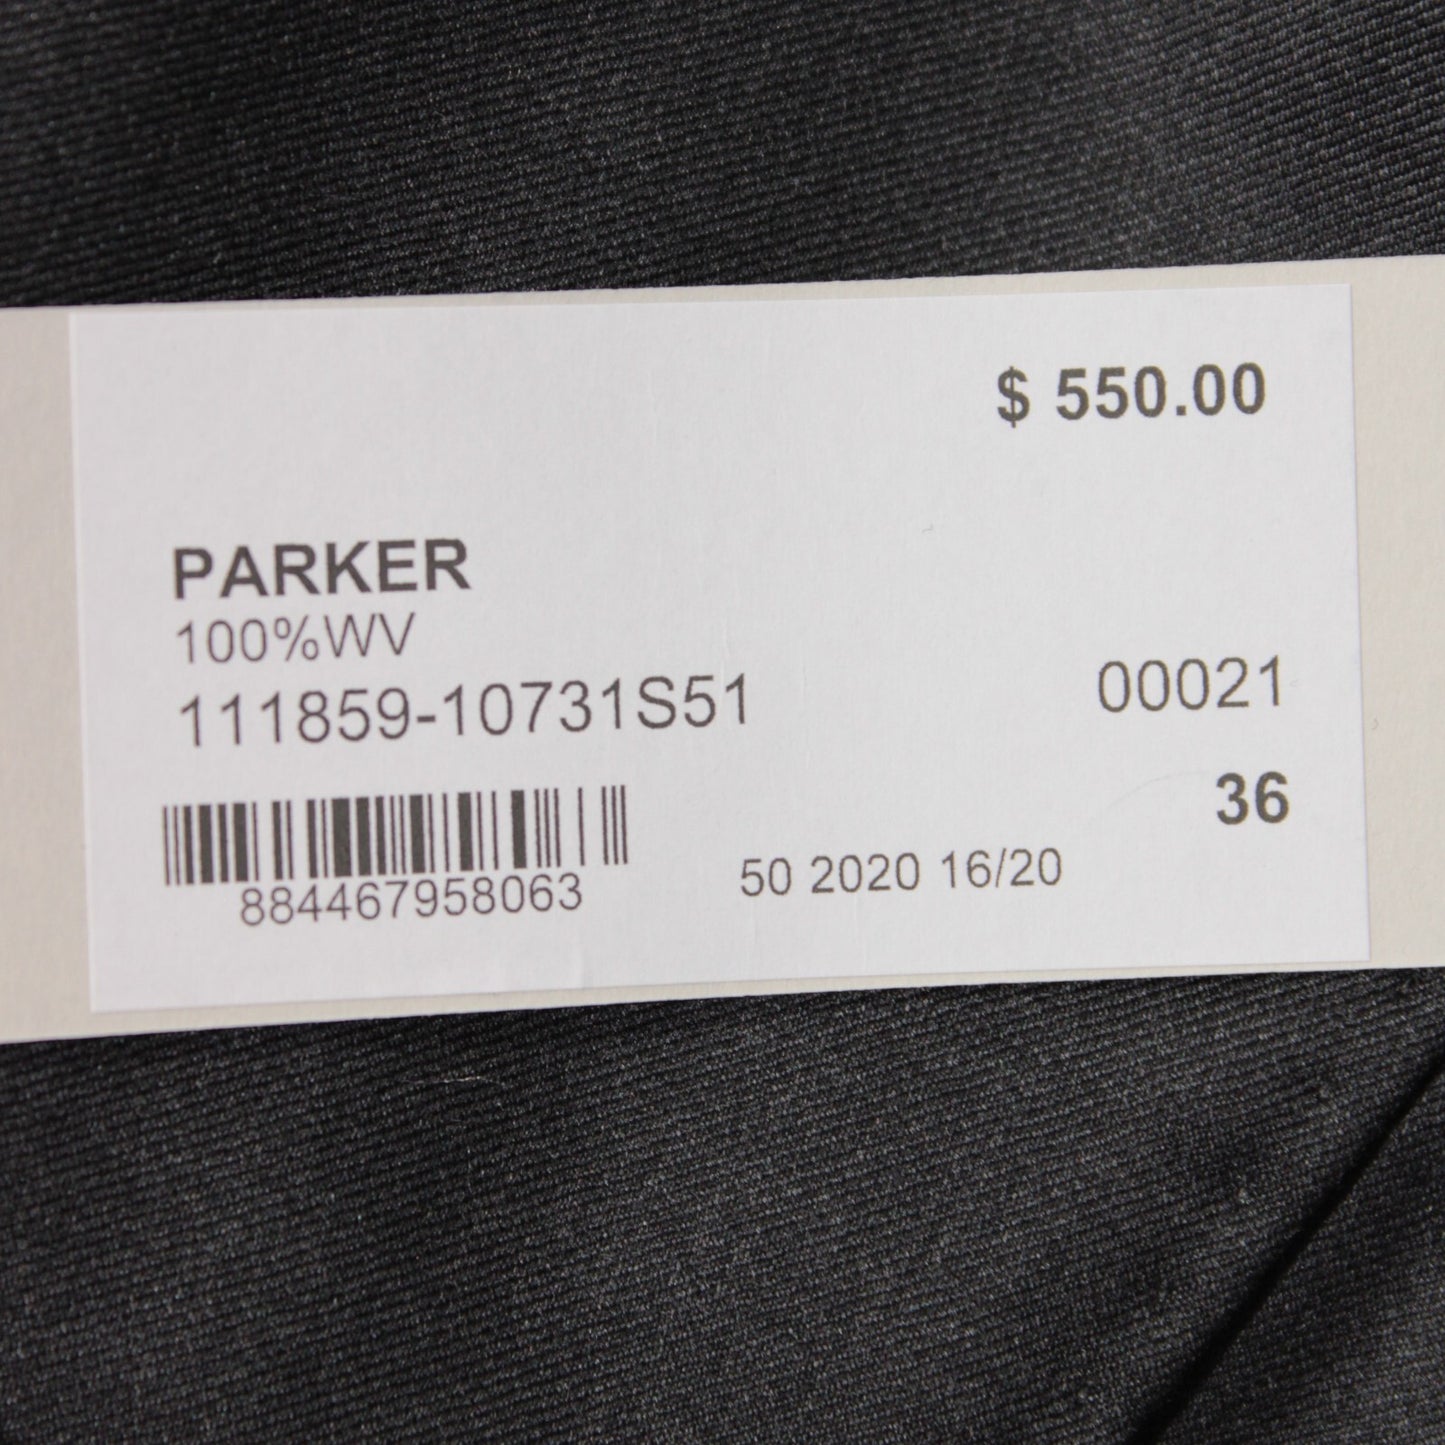 $ 550.00
PARKER
100%WV
111859-10731S51 00021
36
50 2020 16/20
884467958063